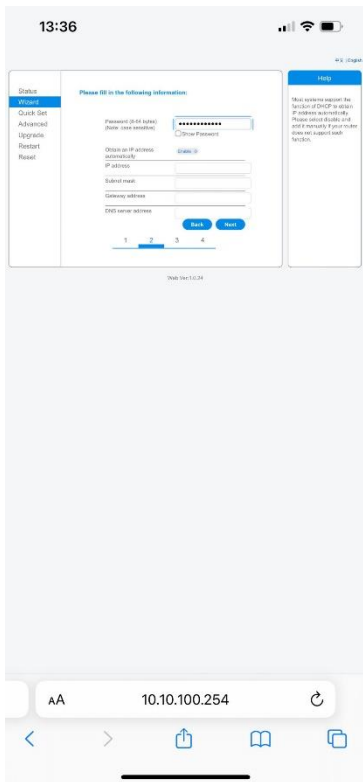 13:36
中文 | English
Help
Status
Wizard
Quick Set
Advanced
Upgrade
Restart
Reset
Please fill in the following information:
Password (8-64 bytes)
(Note: case sensitive)
••••••••••••
Show Password
Obtain an IP address
automatically
Enable
IP address
Subnet mask
Gateway address
DNS server address
Back
Next
1 2 3 4
Most systems support the
function of DHCP to obtain
IP address automatically.
Please select disable and
add it manually if your router
does not support such
function.
Web Ver:1.0.24
AA
10.10.100.254